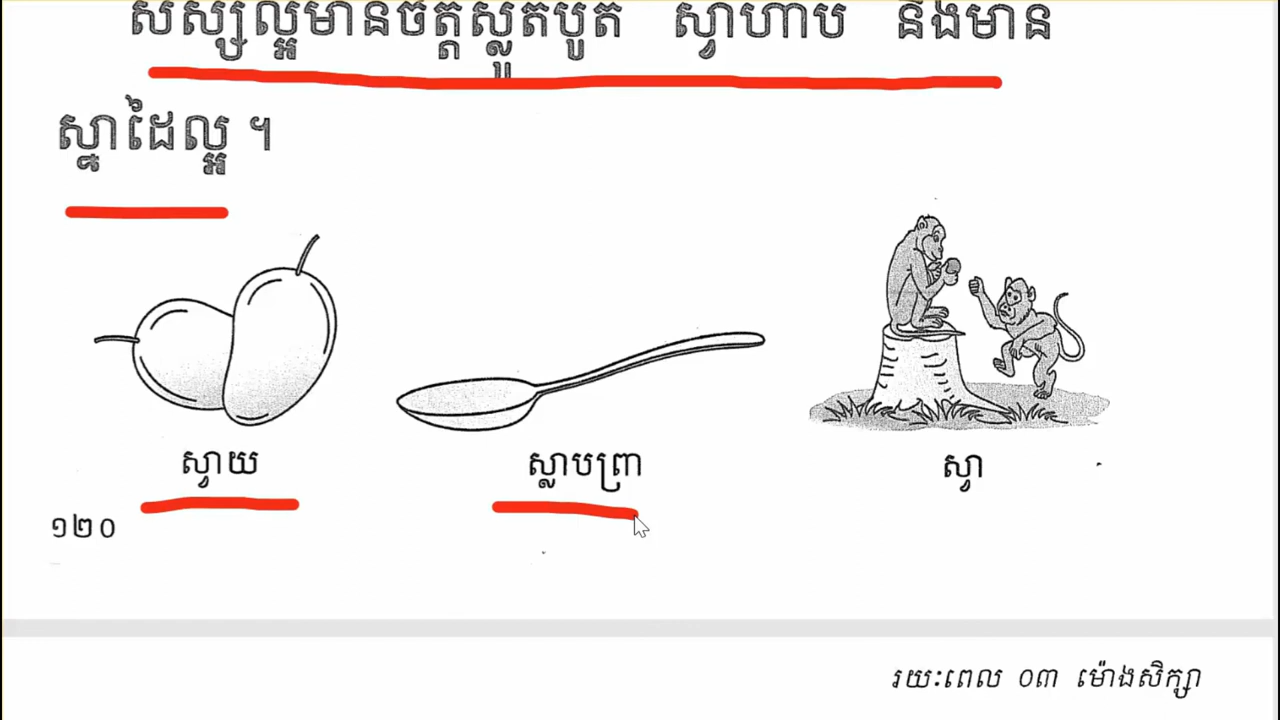 សិស្សល្អមានចិត្តស្លូតបូត ស្វាហាប និងមាន
ស្នាដៃល្អ ។
ស្វាយ
ស្លាបព្រា
ស្វា
១២០
រយៈពេល ០៣ ម៉ោងសិក្សា